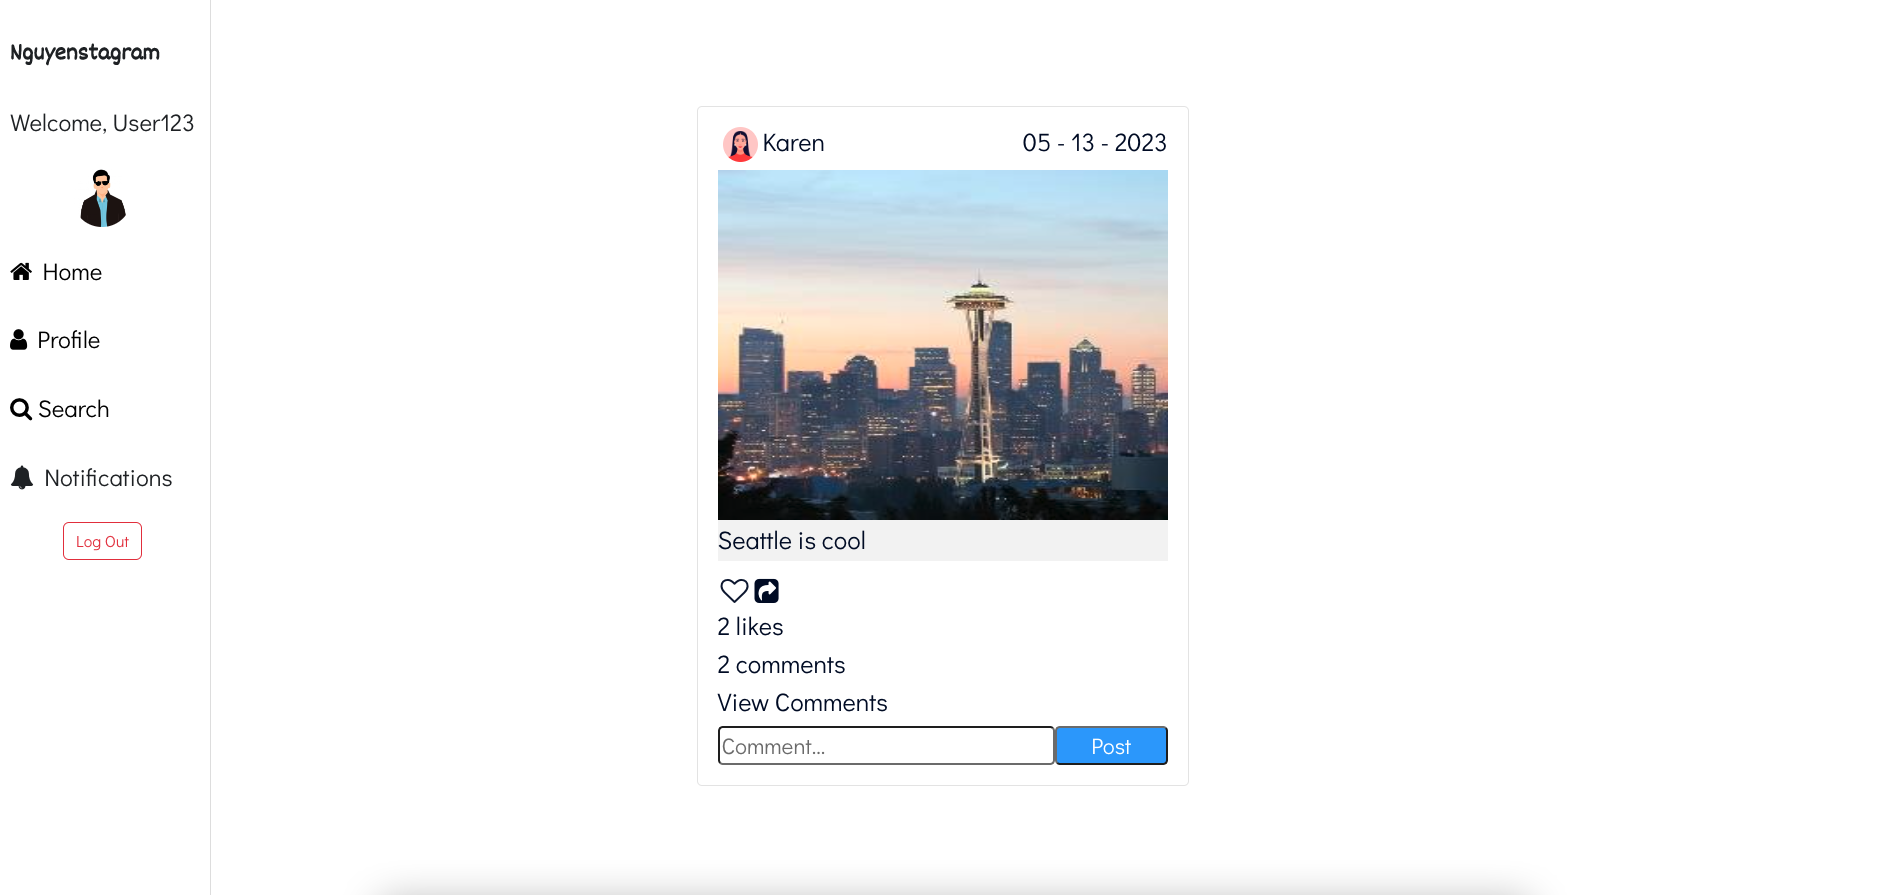 Nguyenstagram
Welcome, User123
Home
Profile
Search
Notifications
Log Out
Karen 05 - 13 - 2023
Seattle is cool
2 likes
2 comments
View Comments
Comment... Post